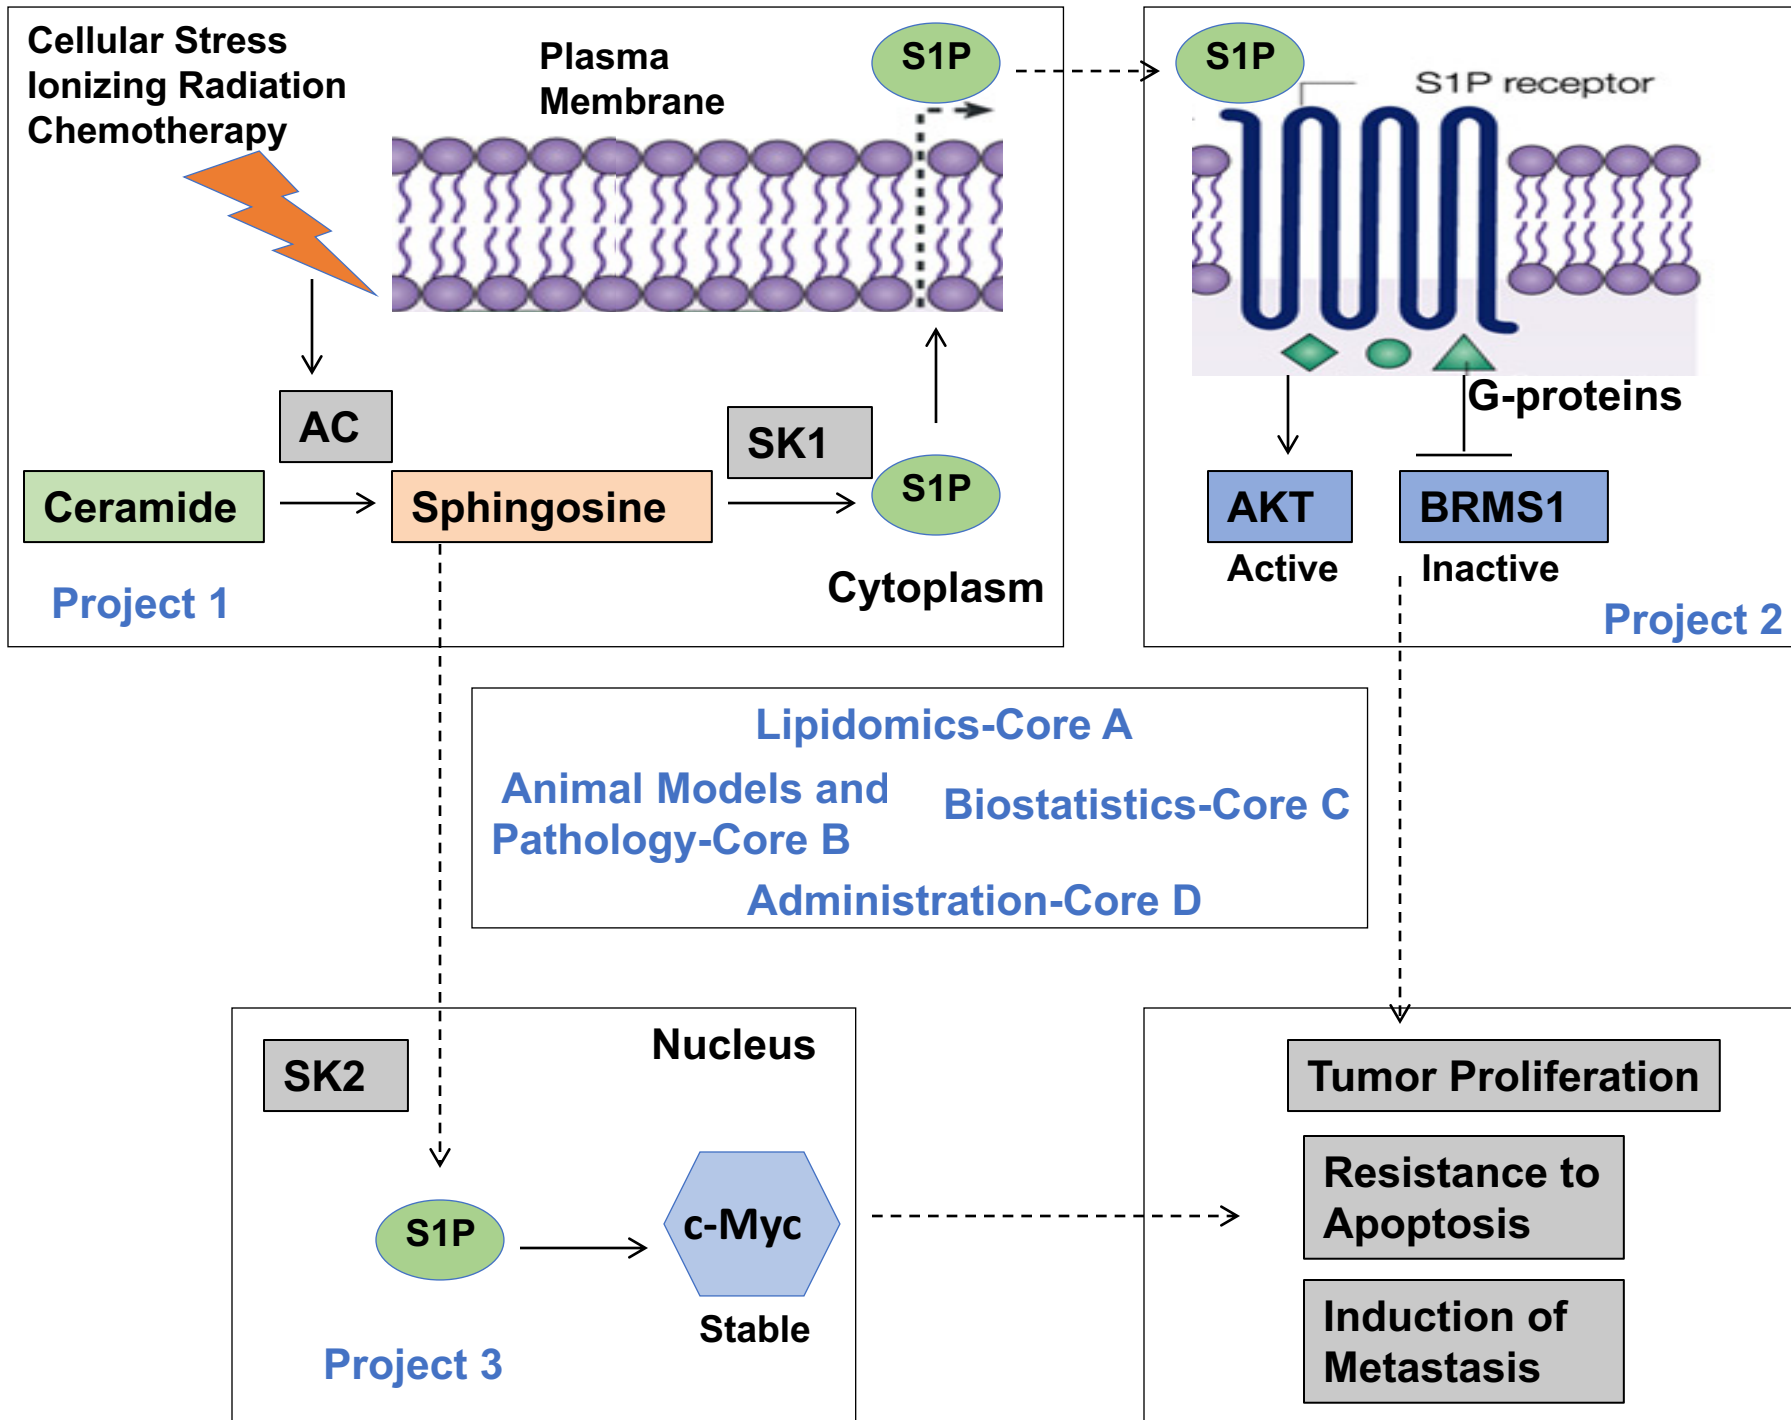 Cellular Stress
Ionizing Radiation
Chemotherapy
Plasma
Membrane
S1P
AC
SK1
Ceramide
Sphingosine
S1P
Cytoplasm
Project 1
S1P
S1P receptor
G-proteins
AKT
BRMS1
Active
Inactive
Project 2
Lipidomics-Core A
Animal Models and
Pathology-Core B
Biostatistics-Core C
Administration-Core D
Nucleus
SK2
S1P
c-Myc
Stable
Project 3
Tumor Proliferation
Resistance to
Apoptosis
Induction of
Metastasis